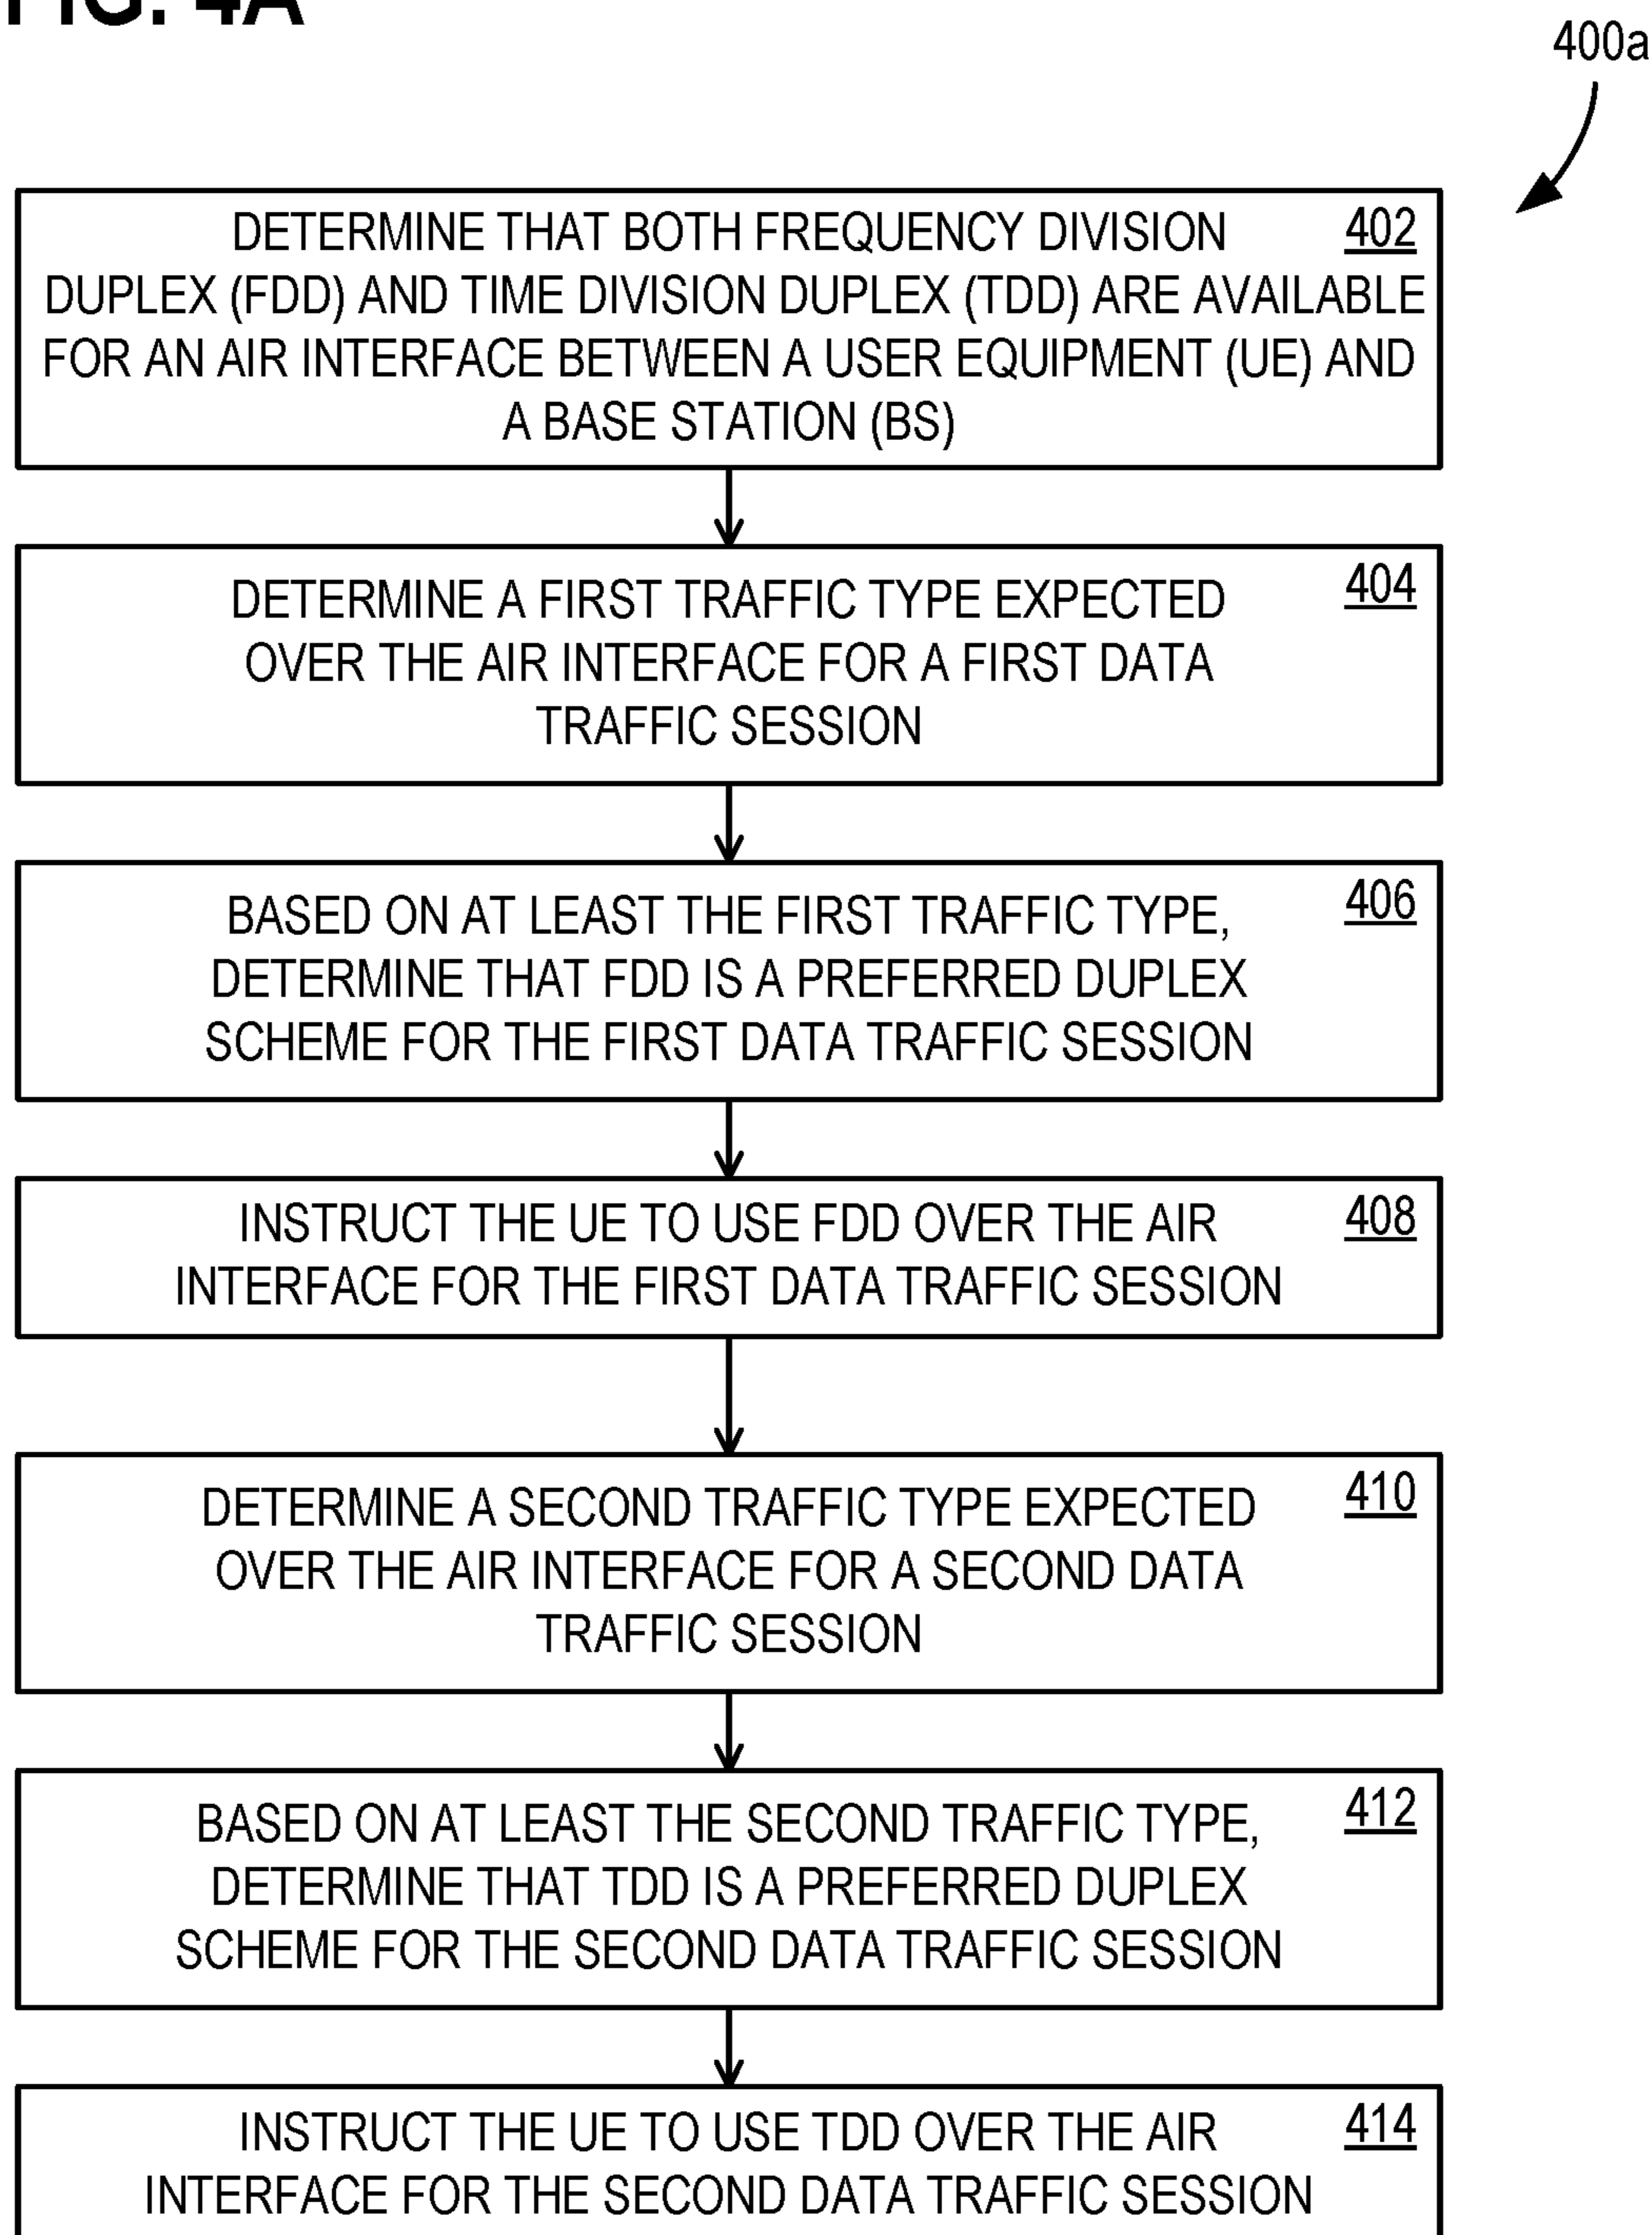 FIG. 4A
400a
DETERMINE THAT BOTH FREQUENCY DIVISION 402
DUPLEX (FDD) AND TIME DIVISION DUPLEX (TDD) ARE AVAILABLE
FOR AN AIR INTERFACE BETWEEN A USER EQUIPMENT (UE) AND
A BASE STATION (BS)
DETERMINE A FIRST TRAFFIC TYPE EXPECTED 404
OVER THE AIR INTERFACE FOR A FIRST DATA
TRAFFIC SESSION
BASED ON AT LEAST THE FIRST TRAFFIC TYPE, 406
DETERMINE THAT FDD IS A PREFERRED DUPLEX
SCHEME FOR THE FIRST DATA TRAFFIC SESSION
INSTRUCT THE UE TO USE FDD OVER THE AIR 408
INTERFACE FOR THE FIRST DATA TRAFFIC SESSION
DETERMINE A SECOND TRAFFIC TYPE EXPECTED 410
OVER THE AIR INTERFACE FOR A SECOND DATA
TRAFFIC SESSION
BASED ON AT LEAST THE SECOND TRAFFIC TYPE, 412
DETERMINE THAT TDD IS A PREFERRED DUPLEX
SCHEME FOR THE SECOND DATA TRAFFIC SESSION
INSTRUCT THE UE TO USE TDD OVER THE AIR 414
INTERFACE FOR THE SECOND DATA TRAFFIC SESSION